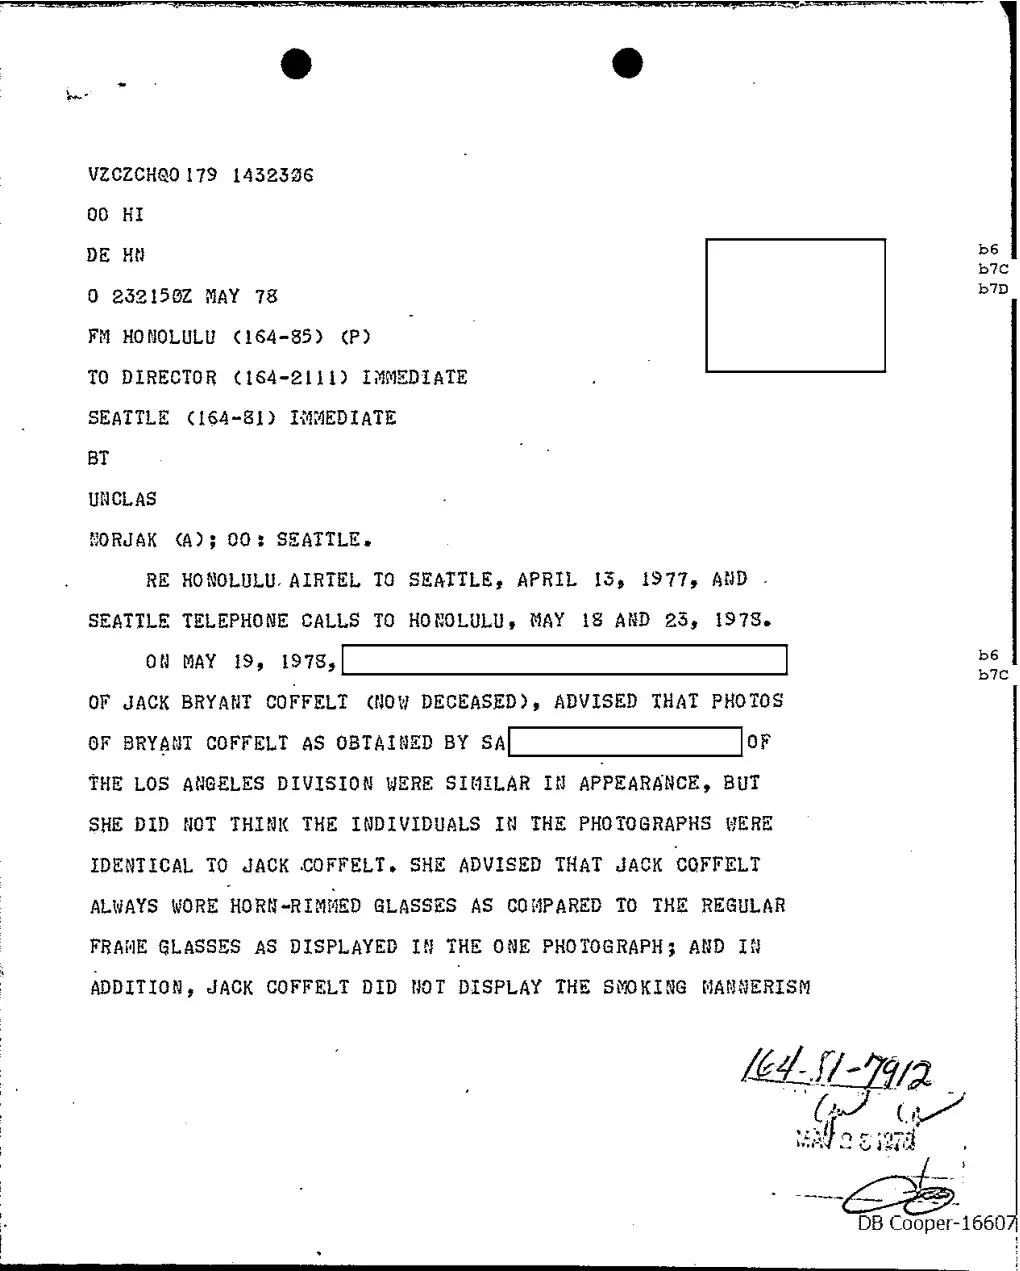 VZCZCHQO179 1432306
OO HI
DE HN
O 232150Z MAY 78
FM HONOLULU (164-85) (P)
TO DIRECTOR (164-2111) IMMEDIATE
SEATTLE (164-81) IMMEDIATE
BT
UNCLAS
NORJAK (A); OO: SEATTLE.
RE HONOLULU AIRTEL TO SEATTLE, APRIL 13, 1977, AND
SEATTLE TELEPHONE CALLS TO HONOLULU, MAY 18 AND 23, 1978.
b6
b7C
b7D
ON MAY 19, 1978,
b6
b7C
OF JACK BRYANT COFFELT (NOW DECEASED), ADVISED THAT PHOTOS
OF BRYANT COFFELT AS OBTAINED BY SA OF
THE LOS ANGELES DIVISION WERE SIMILAR IN APPEARANCE, BUT
SHE DID NOT THINK THE INDIVIDUALS IN THE PHOTOGRAPHS WERE
IDENTICAL TO JACK COFFELT. SHE ADVISED THAT JACK COFFELT
ALWAYS WORE HORN-RIMMED GLASSES AS COMPARED TO THE REGULAR
FRAME GLASSES AS DISPLAYED IN THE ONE PHOTOGRAPH; AND IN
ADDITION, JACK COFFELT DID NOT DISPLAY THE SMOKING MANNERISM
164-81-7912
MAY 23 1978
DB Cooper-16607